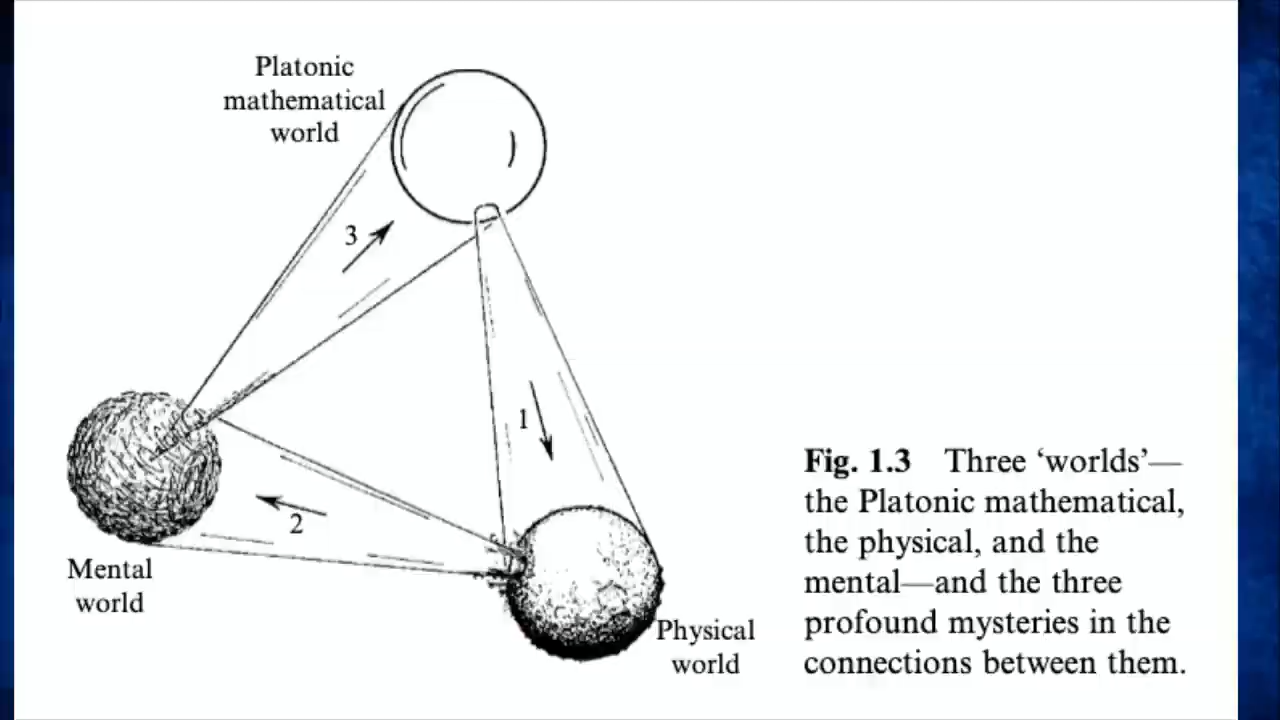 Platonic
mathematical
world
3
1
2
Mental
world
Physical
world
Fig. 1.3 Three ‘worlds’—
the Platonic mathematical,
the physical, and the
mental—and the three
profound mysteries in the
connections between them.